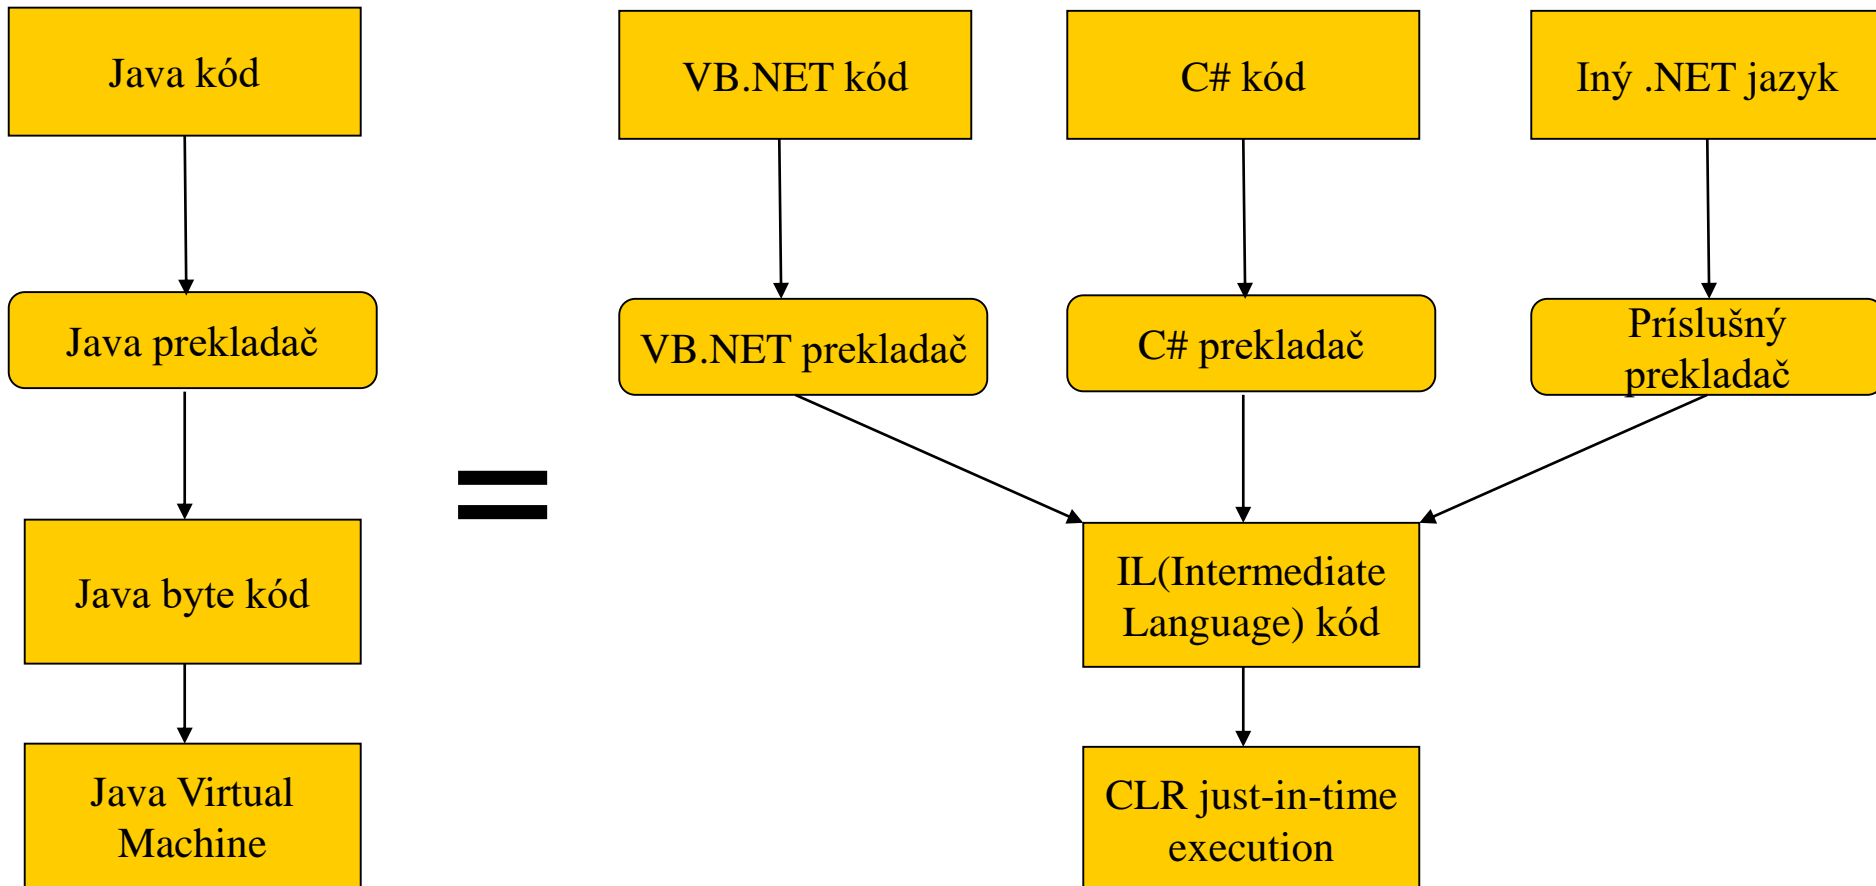 Java kód
VB.NET kód
C# kód
Iný .NET jazyk
Java prekladač
VB.NET prekladač
C# prekladač
Príslušný
prekladač
=
Java byte kód
IL(Intermediate
Language) kód
Java Virtual
Machine
CLR just-in-time
execution